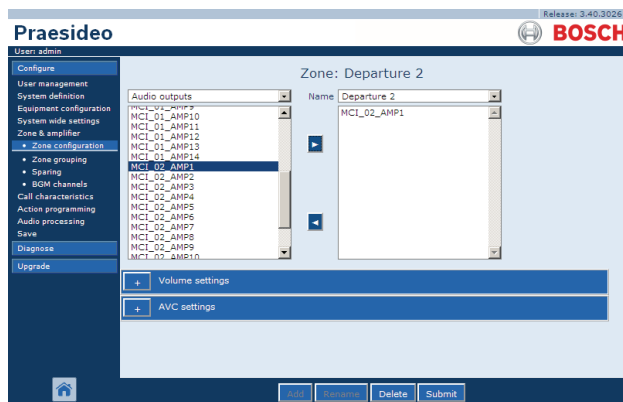 Release: 3.40.3026
Praesideo
BOSCH
User: admin
Configure
User management
System definition
Equipment configuration
System wide settings
Zone & amplifier
• Zone configuration
• Zone grouping
• Sparing
• BGM channels
Call characteristics
Action programming
Audio processing
Save
Diagnose
Upgrade
Zone: Departure 2
Audio outputs
MCI_01_AMP9
MCI_01_AMP10
MCI_01_AMP11
MCI_01_AMP12
MCI_01_AMP13
MCI_01_AMP14
MCI_02_AMP1
MCI_02_AMP2
MCI_02_AMP3
MCI_02_AMP4
MCI_02_AMP5
MCI_02_AMP6
MCI_02_AMP7
MCI_02_AMP8
MCI_02_AMP9
MCI_02_AMP10
Name Departure 2
MCI_02_AMP1
+ Volume settings
+ AVC settings
Add Rename Delete Submit